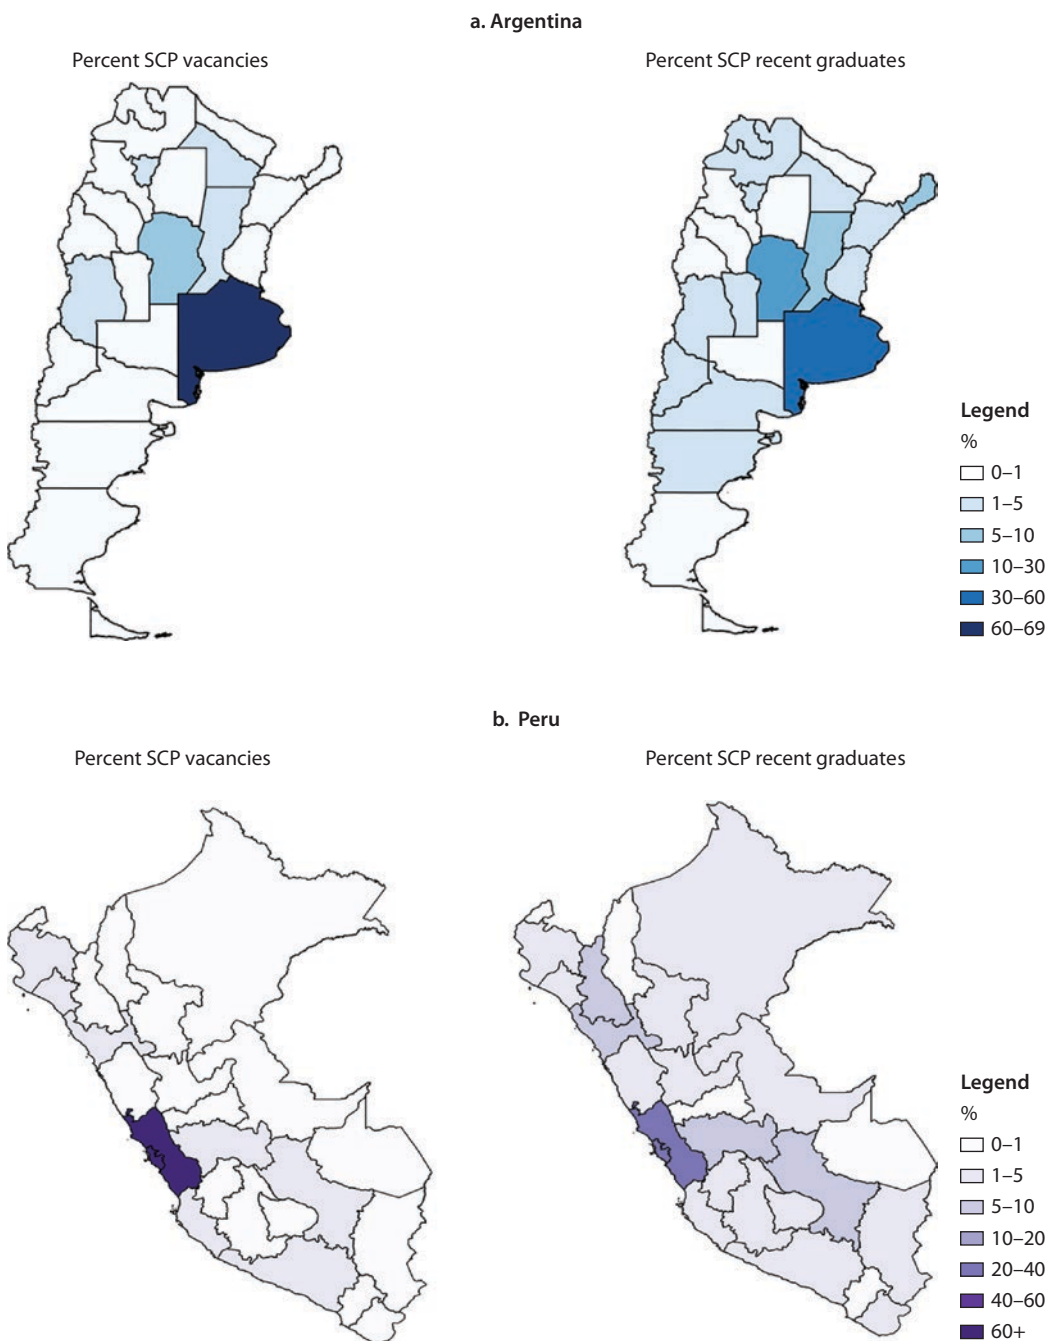 a. Argentina
Percent SCP vacancies
Percent SCP recent graduates
Legend
%
0–1
1–5
5–10
10–30
30–60
60–69
b. Peru
Percent SCP vacancies
Percent SCP recent graduates
Legend
%
0–1
1–5
5–10
10–20
20–40
40–60
60+